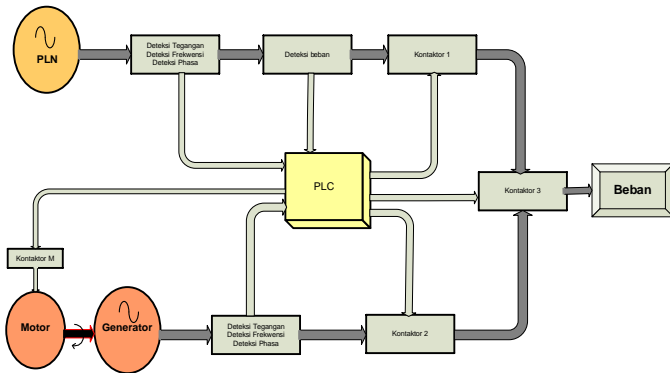 PLN
Deteksi Tegangan
Deteksi Frekwensi
Deteksi Phasa
Deteksi beban
Kontaktor 1
PLC
Kontaktor 3
Beban
Kontaktor M
Motor
Generator
Deteksi Tegangan
Deteksi Frekwensi
Deteksi Phasa
Kontaktor 2